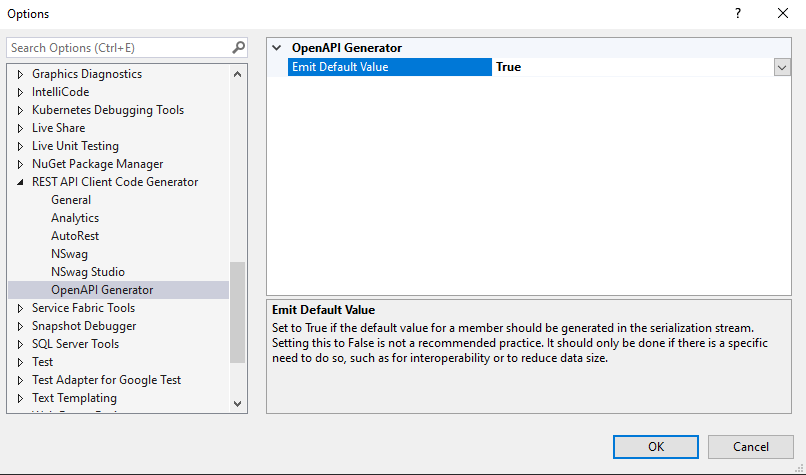 Options
?
Search Options (Ctrl+E)
Graphics Diagnostics
IntelliCode
Kubernetes Debugging Tools
Live Share
Live Unit Testing
NuGet Package Manager
REST API Client Code Generator
General
Analytics
AutoRest
NSwag
NSwag Studio
OpenAPI Generator
Service Fabric Tools
Snapshot Debugger
SQL Server Tools
Test
Test Adapter for Google Test
Text Templating
OpenAPI Generator
Emit Default Value True
Emit Default Value
Set to True if the default value for a member should be generated in the serialization stream.
Setting this to False is not a recommended practice. It should only be done if there is a specific
need to do so, such as for interoperability or to reduce data size.
OK Cancel